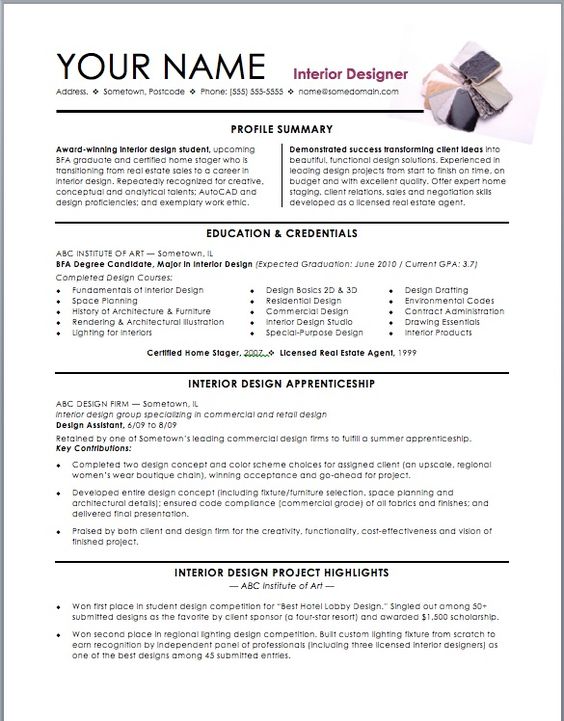 YOUR NAME Interior Designer
Address. ❖ Sometown, Postcode ❖ Phone: (555) 555-5555 ❖ name@somedomain.com
PROFILE SUMMARY
Award-winning interior design student, upcoming
BFA graduate and certified home stager who is
transitioning from real estate sales to a career in
interior design. Repeatedly recognized for creative,
conceptual and analytical talents; AutoCAD and
design proficiencies; and exemplary work ethic.
Demonstrated success transforming client ideas into
beautiful, functional design solutions. Experienced in
leading design projects from start to finish on time, on
budget and with excellent quality. Offer expert home
staging, client relations, sales and negotiation skills
developed as a licensed real estate agent.
EDUCATION & CREDENTIALS
ABC INSTITUTE OF ART — Sometown, IL
BFA Degree Candidate, Major in Interior Design (Expected Graduation: June 2010 / Current GPA: 3.7)
Completed Design Courses:
♦ Fundamentals of Interior Design
♦ Space Planning
♦ History of Architecture & Furniture
♦ Rendering & Architectural Illustration
♦ Lighting for Interiors
♦ Design Basics 2D & 3D
♦ Residential Design
♦ Commercial Design
♦ Interior Design Studio
♦ Special-Purpose Design
♦ Design Drafting
♦ Environmental Codes
♦ Contract Administration
♦ Drawing Essentials
♦ Interior Products
Certified Home Stager, 2007 ❖ Licensed Real Estate Agent, 1999
INTERIOR DESIGN APPRENTICESHIP
ABC DESIGN FIRM — Sometown, IL
Interior design group specializing in commercial and retail design
Design Assistant, 6/09 to 8/09
Retained by one of Sometown's leading commercial design firms to fulfill a summer apprenticeship.
Key Contributions:
♦ Completed two design concept and color scheme choices for assigned client (an upscale, regional
women's wear boutique chain), winning acceptance and go-ahead for project.
♦ Developed entire design concept (including fixture/furniture selection, space planning and
architectural details); ensured code compliance (commercial grade) of all fabrics and finishes; and
delivered final presentation.
♦ Praised by both client and design firm for the creativity, functionality, cost-effectiveness and vision of
finished project.
INTERIOR DESIGN PROJECT HIGHLIGHTS
— ABC Institute of Art —
♦ Won first place in student design competition for "Best Hotel Lobby Design." Singled out among 50+
submitted designs as the favorite by client sponsor (a four-star resort) and awarded $1,500 scholarship.
♦ Won second place in regional lighting design competition. Built custom lighting fixture from scratch to
earn recognition by independent panel of professionals (including three licensed interior designers) as
one of the best designs among 45 submitted entries.